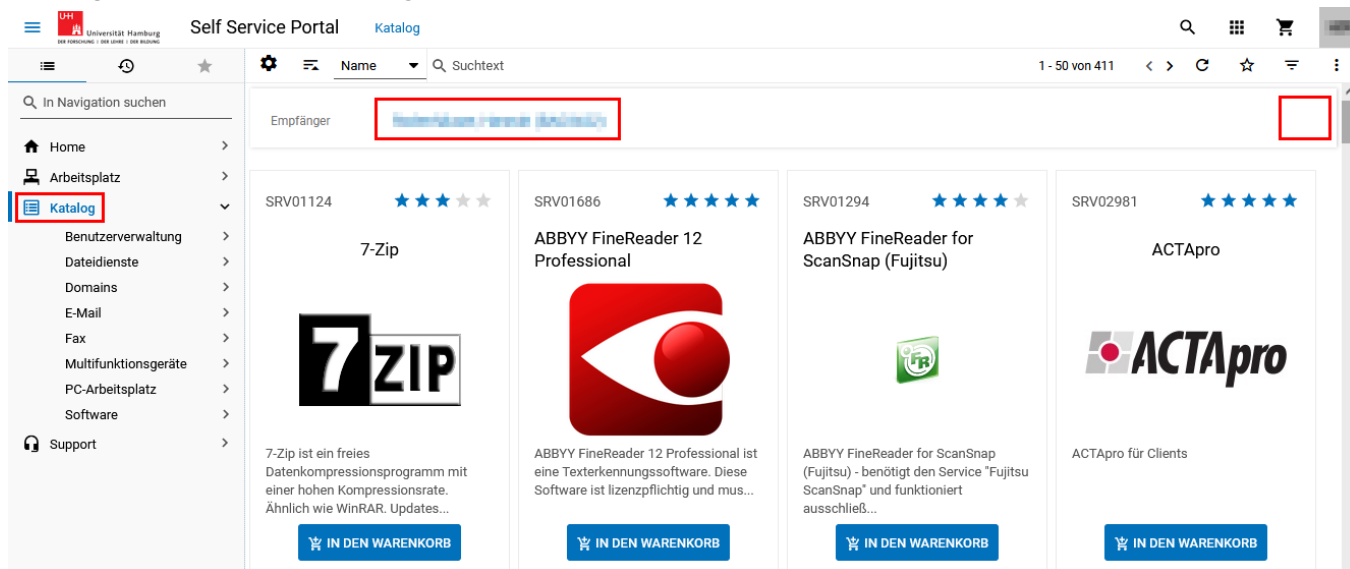 UHH
Universität Hamburg
DER FORSCHUNG | DER LEHRE | DER BILDUNG
Self Service Portal
Katalog
Name
Suchtext
1 - 50 von 411
In Navigation suchen
Home
Arbeitsplatz
Katalog
Benutzerverwaltung
Dateidienste
Domains
E-Mail
Fax
Multifunktionsgeräte
PC-Arbeitsplatz
Software
Support
Empfänger
SRV01124
7-Zip
7 ZIP
7-Zip ist ein freies
Datenkompressionsprogramm mit
einer hohen Kompressionsrate.
Ähnlich wie WinRAR. Updates...
IN DEN WARENKORB
SRV01686
ABBYY FineReader 12
Professional
ABBYY FineReader 12 Professional ist
eine Texterkennungssoftware. Diese
Software ist lizenzpflichtig und mus...
IN DEN WARENKORB
SRV01294
ABBYY FineReader for
ScanSnap (Fujitsu)
FR
ABBYY FineReader for ScanSnap
(Fujitsu) - benötigt den Service "Fujitsu
ScanSnap" und funktioniert
ausschließ...
IN DEN WARENKORB
SRV02981
ACTApro
ACTApro
ACTApro für Clients
IN DEN WARENKORB